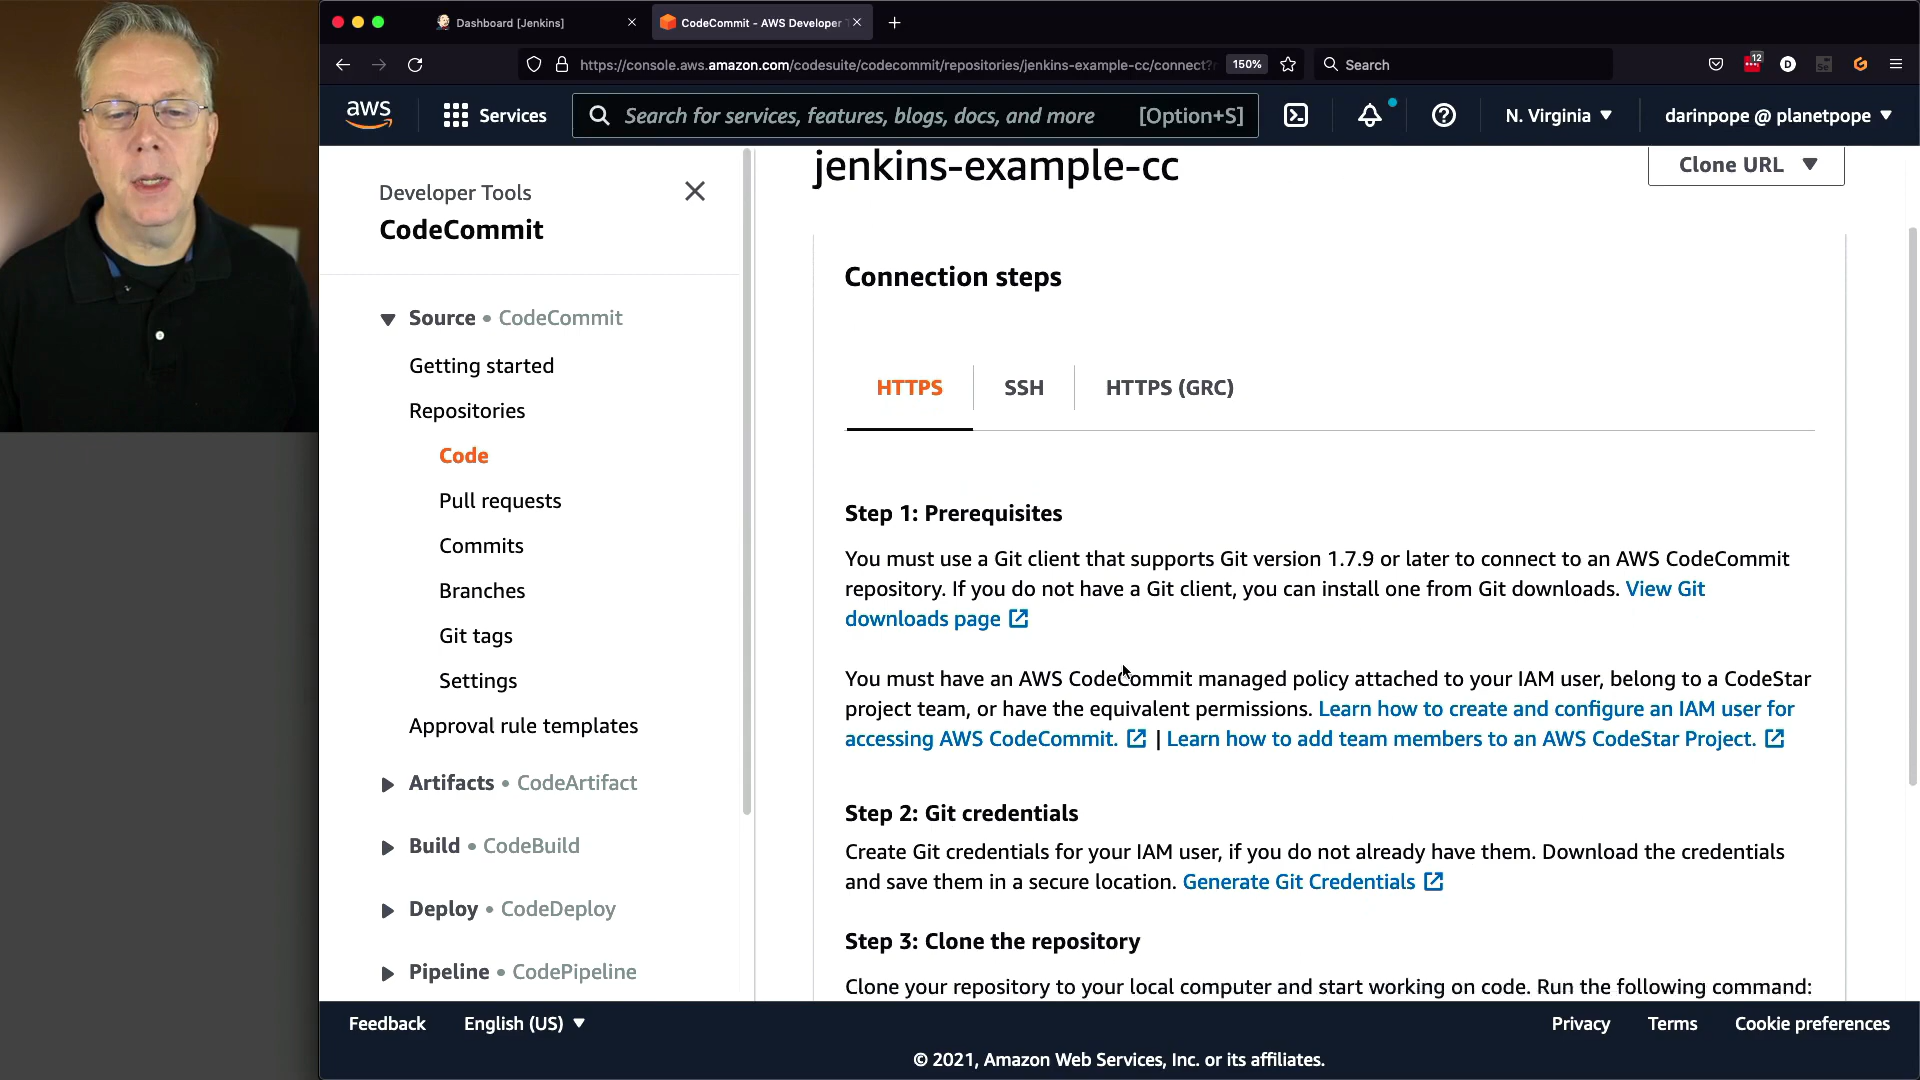 Dashboard [Jenkins]
CodeCommit - AWS Developer
https://console.aws.amazon.com/codesuite/codecommit/repositories/jenkins-example-cc/connect?
150%
Search
12
D
aws
Services
Search for services, features, blogs, docs, and more
[Option+S]
N. Virginia
darinpope @ planetpope
Developer Tools
CodeCommit
Source • CodeCommit
Getting started
Repositories
Code
Pull requests
Commits
Branches
Git tags
Settings
Approval rule templates
Artifacts • CodeArtifact
Build • CodeBuild
Deploy • CodeDeploy
Pipeline • CodePipeline
jenkins-example-cc
Clone URL
Connection steps
HTTPS
SSH
HTTPS (GRC)
Step 1: Prerequisites
You must use a Git client that supports Git version 1.7.9 or later to connect to an AWS CodeCommit
repository. If you do not have a Git client, you can install one from Git downloads. View Git
downloads page
You must have an AWS CodeCommit managed policy attached to your IAM user, belong to a CodeStar
project team, or have the equivalent permissions. Learn how to create and configure an IAM user for
accessing AWS CodeCommit. | Learn how to add team members to an AWS CodeStar Project.
Step 2: Git credentials
Create Git credentials for your IAM user, if you do not already have them. Download the credentials
and save them in a secure location. Generate Git Credentials
Step 3: Clone the repository
Clone your repository to your local computer and start working on code. Run the following command:
Feedback
English (US)
Privacy
Terms
Cookie preferences
© 2021, Amazon Web Services, Inc. or its affiliates.